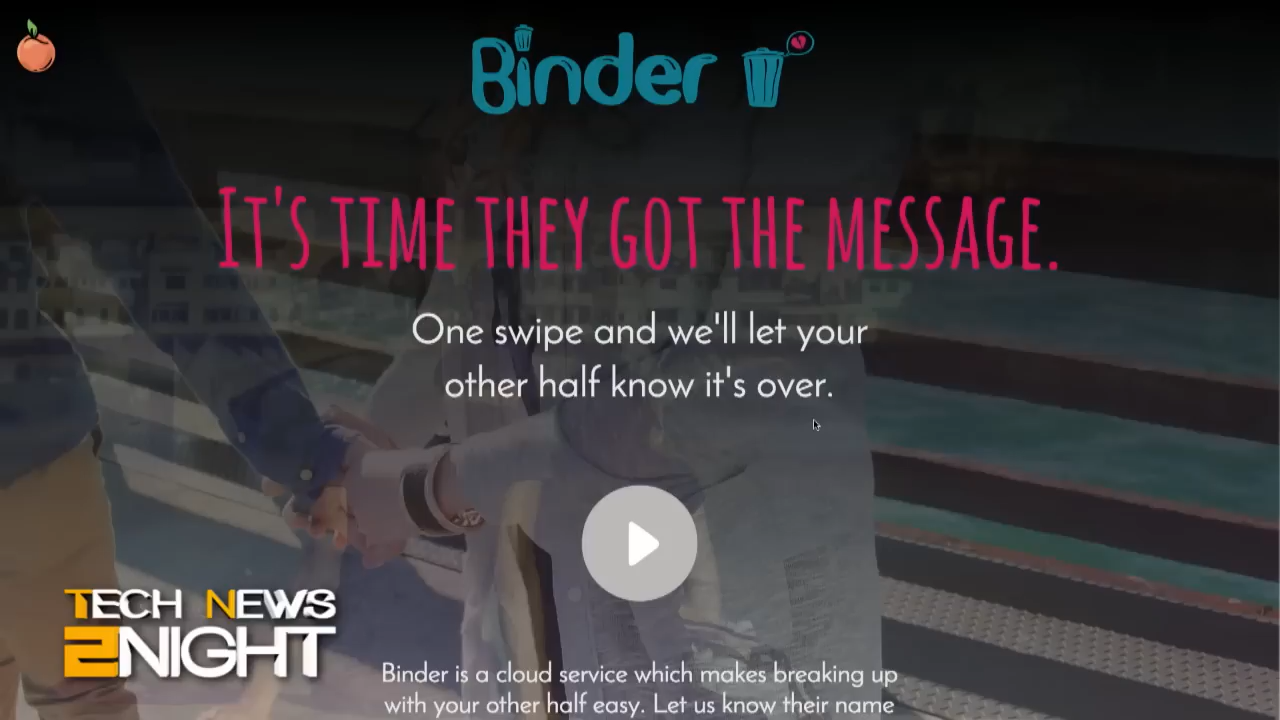 Binder
It's time they got the message.
One swipe and we'll let your
other half know it's over.
TECH NEWS
2NIGHT
Binder is a cloud service which makes breaking up
with your other half easy. Let us know their name